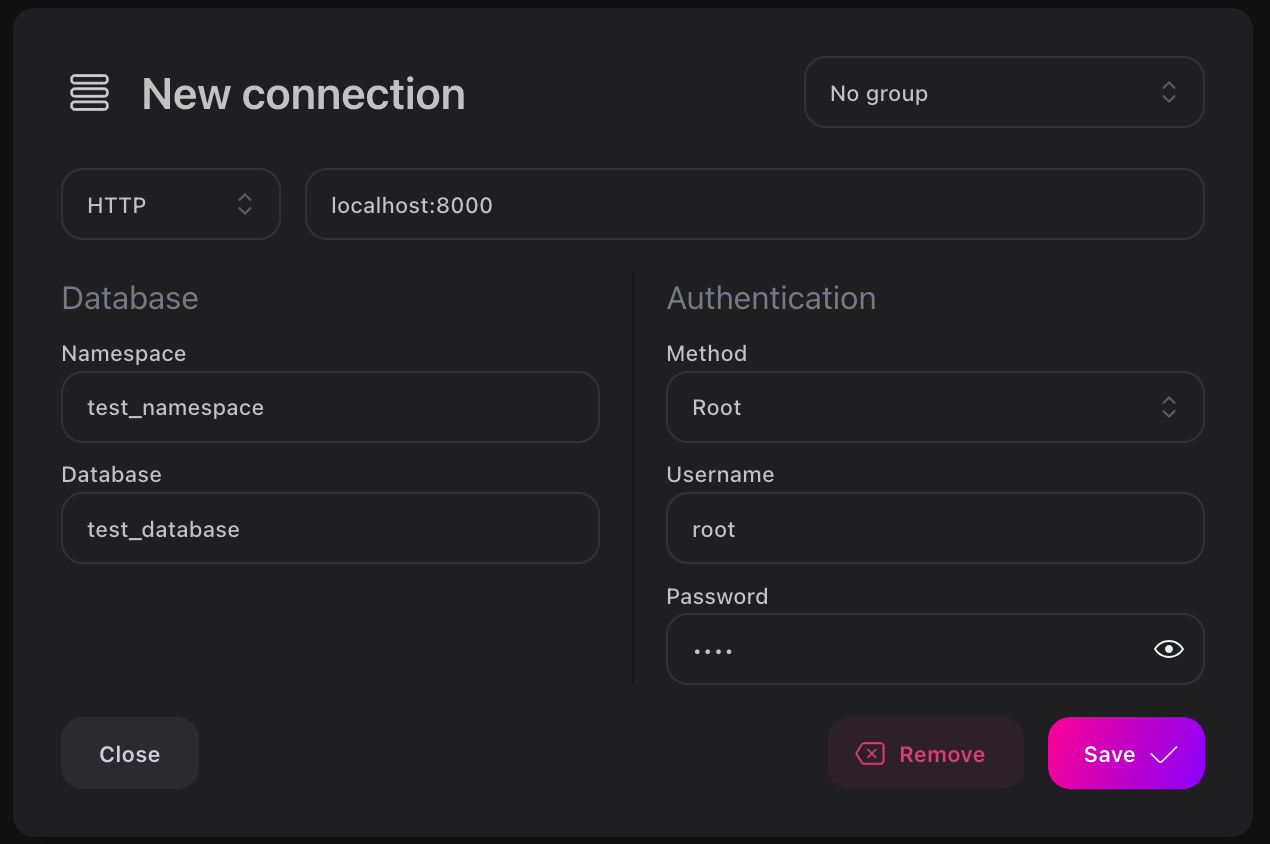 New connection
No group
HTTP
localhost:8000
Database
Namespace
test_namespace
Database
test_database
Authentication
Method
Root
Username
root
Password
••••
Close
Remove
Save